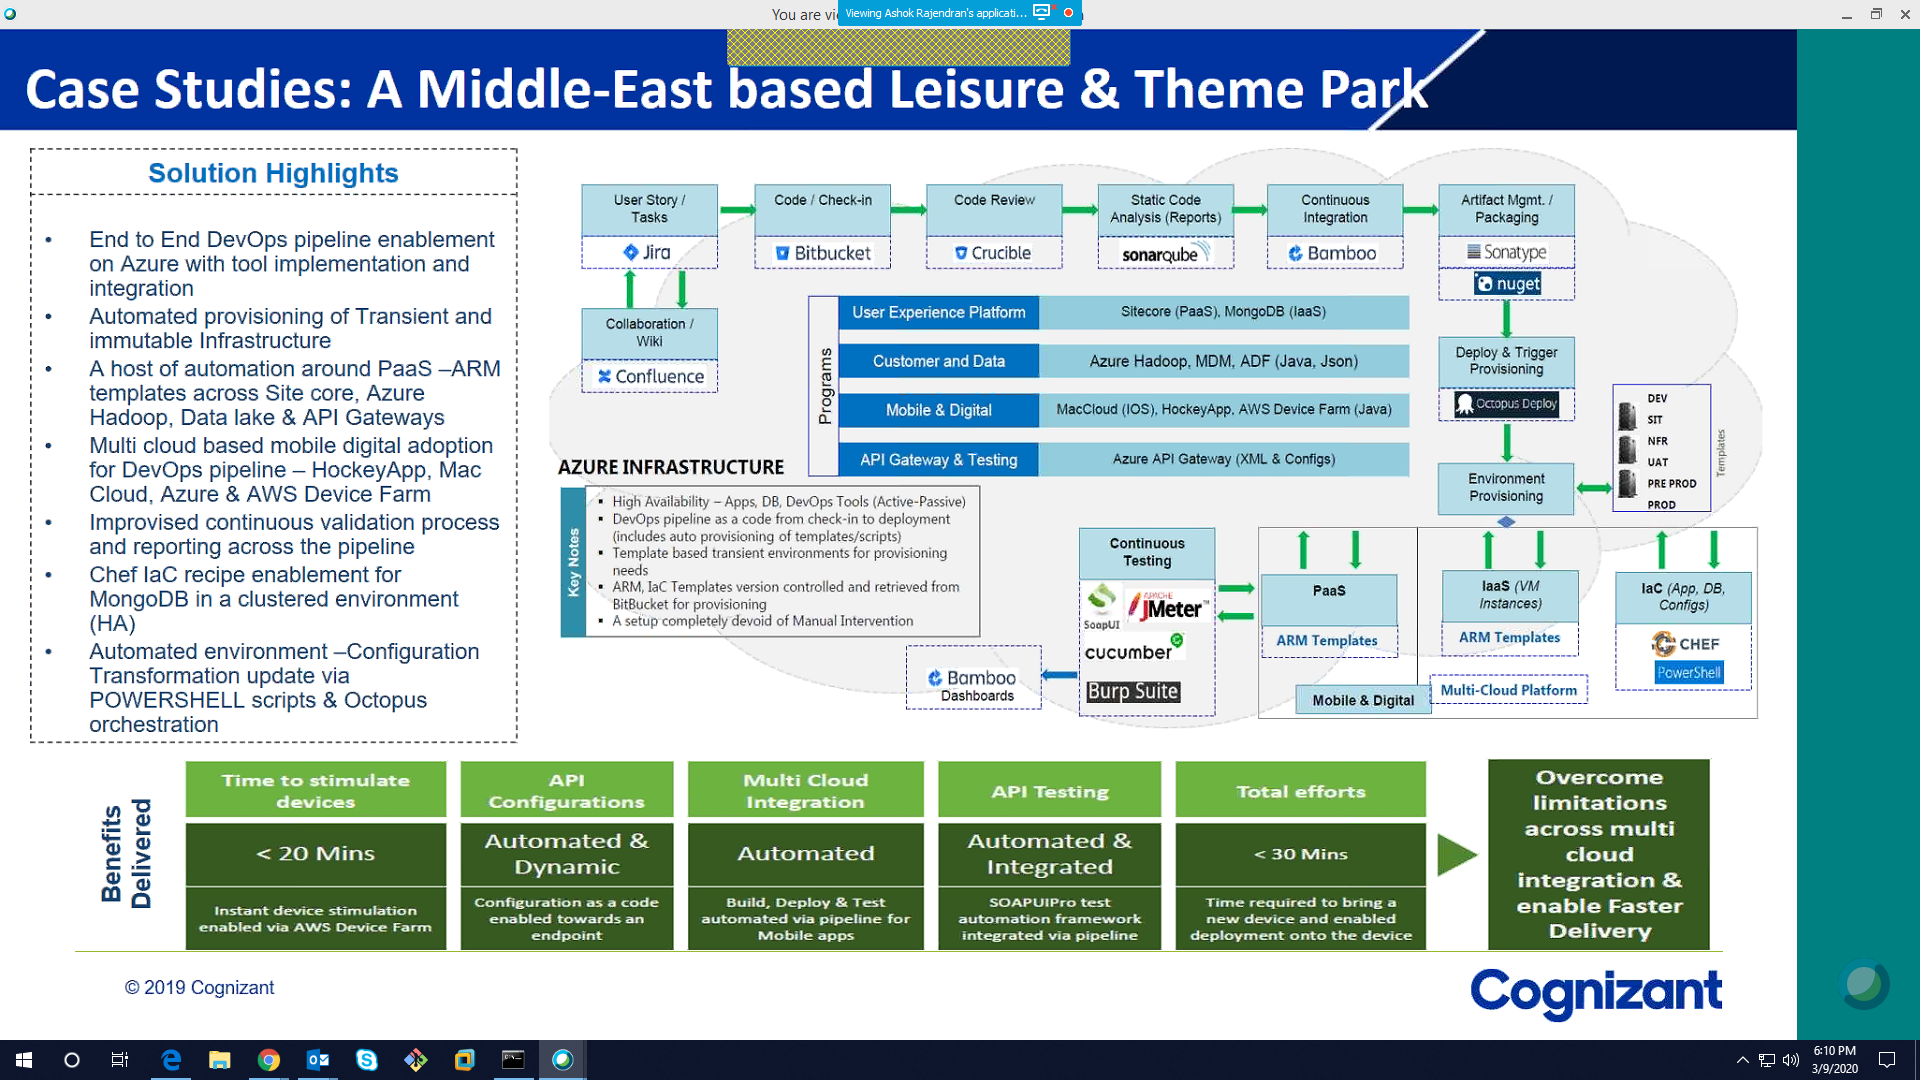 You are vi
Viewing Ashok Rajendran's applicati...
Case Studies: A Middle-East based Leisure & Theme Park
Solution Highlights
• End to End DevOps pipeline enablement
on Azure with tool implementation and
integration
• Automated provisioning of Transient and
immutable Infrastructure
• A host of automation around PaaS –ARM
templates across Site core, Azure
Hadoop, Data lake & API Gateways
• Multi cloud based mobile digital adoption
for DevOps pipeline – HockeyApp, Mac
Cloud, Azure & AWS Device Farm
• Improvised continuous validation process
and reporting across the pipeline
• Chef IaC recipe enablement for
MongoDB in a clustered environment
(HA)
• Automated environment –Configuration
Transformation update via
POWERSHELL scripts & Octopus
orchestration
User Story /
Tasks
Jira
Code / Check-in
Bitbucket
Code Review
Crucible
Static Code
Analysis (Reports)
sonarqube
Continuous
Integration
Bamboo
Artifact Mgmt. /
Packaging
Sonatype
nuget
Collaboration /
Wiki
Confluence
Programs
User Experience Platform
Sitecore (PaaS), MongoDB (IaaS)
Customer and Data
Azure Hadoop, MDM, ADF (Java, Json)
Mobile & Digital
MacCloud (IOS), HockeyApp, AWS Device Farm (Java)
API Gateway & Testing
Azure API Gateway (XML & Configs)
Deploy & Trigger
Provisioning
Octopus Deploy
Environment
Provisioning
DEV
SIT
NFR
UAT
PRE PROD
PROD
Templates
AZURE INFRASTRUCTURE
Key Notes
▪ High Availability – Apps, DB, DevOps Tools (Active-Passive)
▪ DevOps pipeline as a code from check-in to deployment
(includes auto provisioning of templates/scripts)
▪ Template based transient environments for provisioning
needs
▪ ARM, IaC Templates version controlled and retrieved from
BitBucket for provisioning
▪ A setup completely devoid of Manual Intervention
Continuous
Testing
SoapUI
APACHE
JMeter™
cucumber
Burp Suite
Bamboo
Dashboards
PaaS
ARM Templates
IaaS (VM
Instances)
ARM Templates
IaC (App, DB,
Configs)
CHEF
PowerShell
Mobile & Digital
Multi-Cloud Platform
Benefits
Delivered
Time to stimulate
devices
< 20 Mins
Instant device stimulation
enabled via AWS Device Farm
API
Configurations
Automated &
Dynamic
Configuration as a code
enabled towards an
endpoint
Multi Cloud
Integration
Automated
Build, Deploy & Test
automated via pipeline for
Mobile apps
API Testing
Automated &
Integrated
SOAPUIPro test
automation framework
integrated via pipeline
Total efforts
< 30 Mins
Time required to bring a
new device and enabled
deployment onto the device
Overcome
limitations
across multi
cloud
integration &
enable Faster
Delivery
© 2019 Cognizant
Cognizant
6:10 PM
3/9/2020